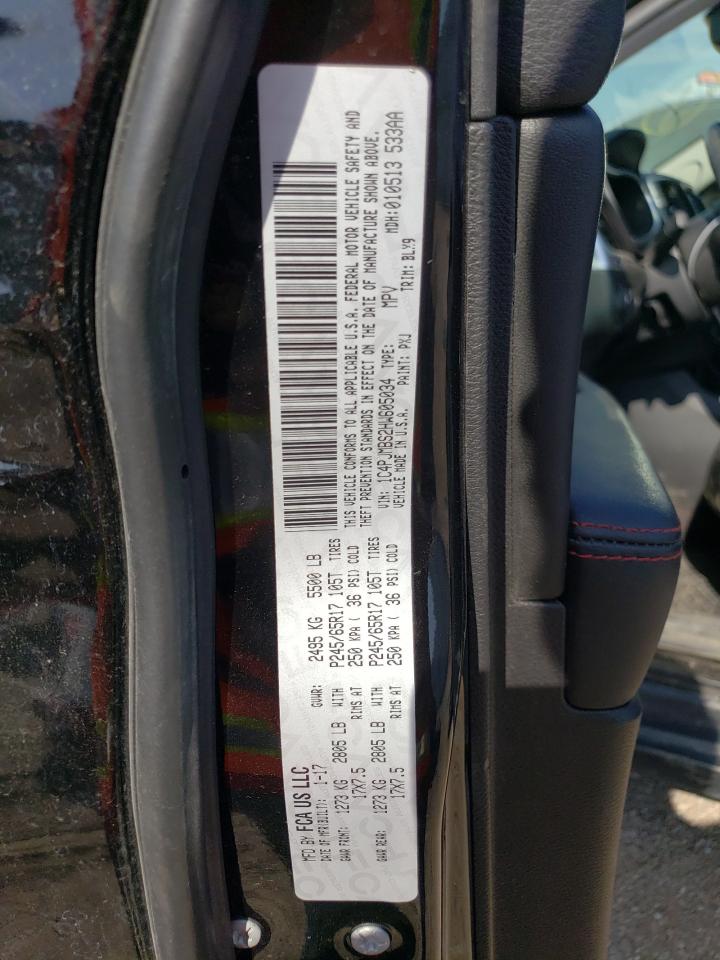 MFD BY FCA US LLC
DATE OF MFR(BUILT): 1-17 GVWR: 2495 KG 5500 LB
GAWR FRONT: 1273 KG 2805 LB WITH P245/65R17 105T TIRES
17X7.5 RIMS AT 250 KPA ( 36 PSI) COLD
GAWR REAR: 1273 KG 2805 LB WITH P245/65R17 105T TIRES
17X7.5 RIMS AT 250 KPA ( 36 PSI) COLD
THIS VEHICLE CONFORMS TO ALL APPLICABLE U.S.A. FEDERAL MOTOR VEHICLE SAFETY AND
THEFT PREVENTION STANDARDS IN EFFECT ON THE DATE OF MANUFACTURE SHOWN ABOVE.
VIN: 1C4PJMBS2HW605034 TYPE: MPV MDH:010513 533AA
VEHICLE MADE IN U.S.A. PAINT: PXJ TRIM: BLX9